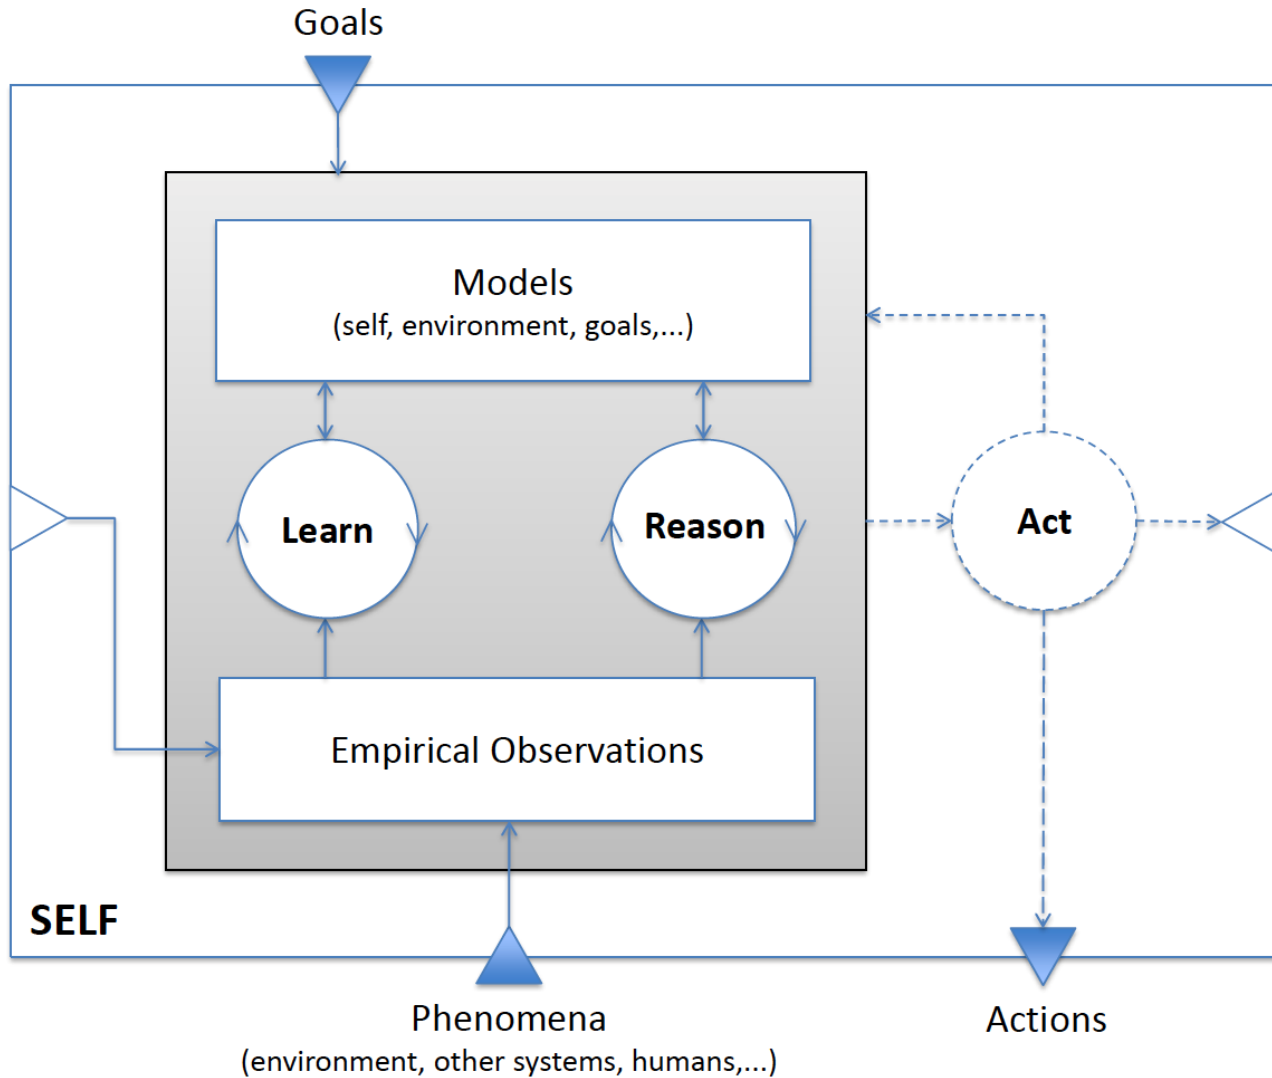 Goals
Models
(self, environment, goals,...)
Learn
Reason
Act
Empirical Observations
SELF
Phenomena
(environment, other systems, humans,...)
Actions